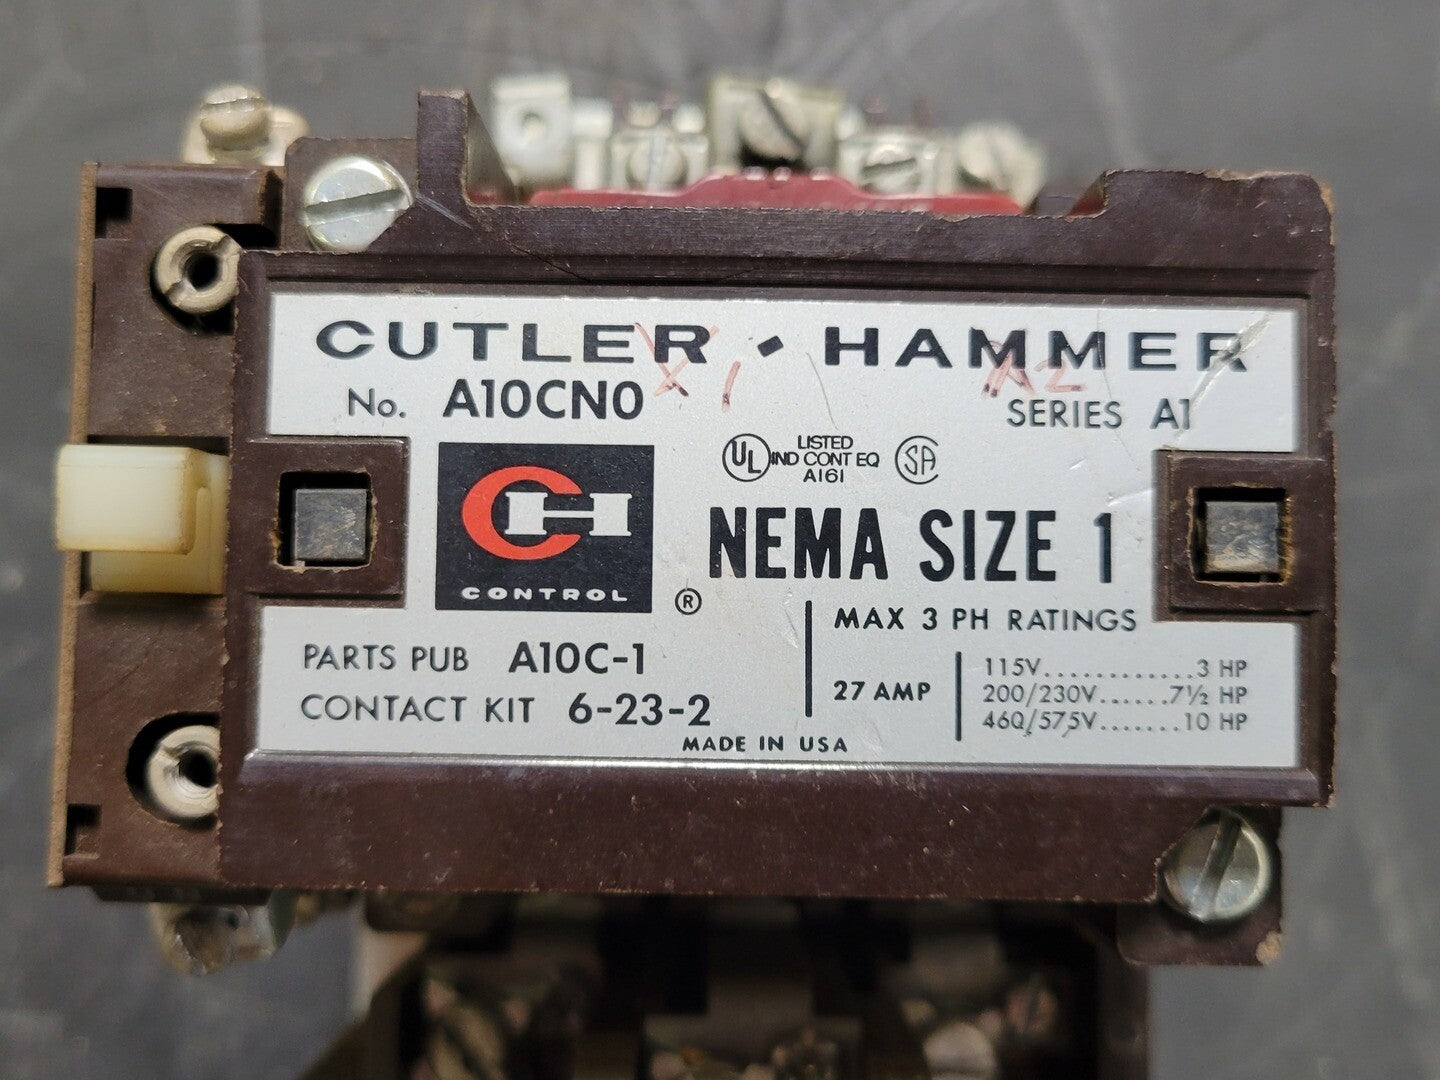 CUTLER • HAMMER
No. A10CN0
X1
A2
SERIES A1
CH
CONTROL
®
UL LISTED
IND CONT EQ
A161
SA
NEMA SIZE 1
PARTS PUB A10C-1
CONTACT KIT 6-23-2
MAX 3 PH RATINGS
27 AMP
115V............3 HP
200/230V......7½ HP
460/575V.......10 HP
MADE IN USA